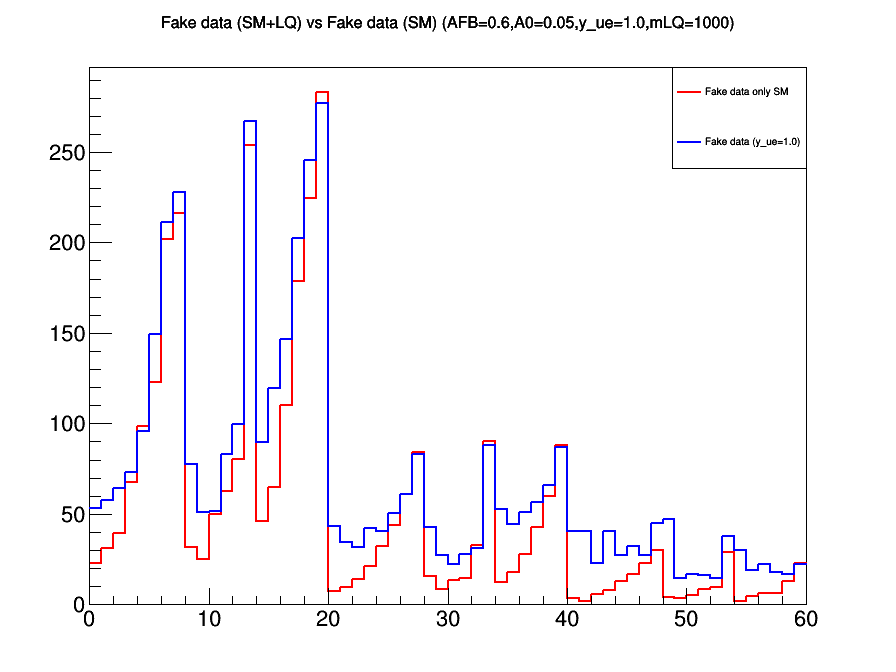 Fake data (SM+LQ) vs Fake data (SM) (AFB=0.6,A0=0.05,y_ue=1.0,mLQ=1000)
Fake data only SM
Fake data (y_ue=1.0)
250
200
150
100
50
0
0 10 20 30 40 50 60